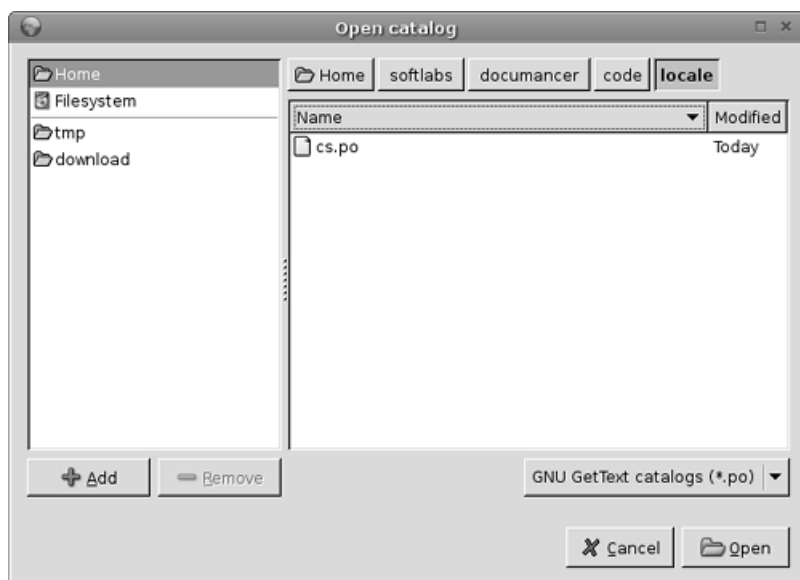 Open catalog
Home
Filesystem
tmp
download
Home softlabs documancer code locale
Name Modified
cs.po Today
Add Remove
GNU GetText catalogs (*.po)
Cancel Open